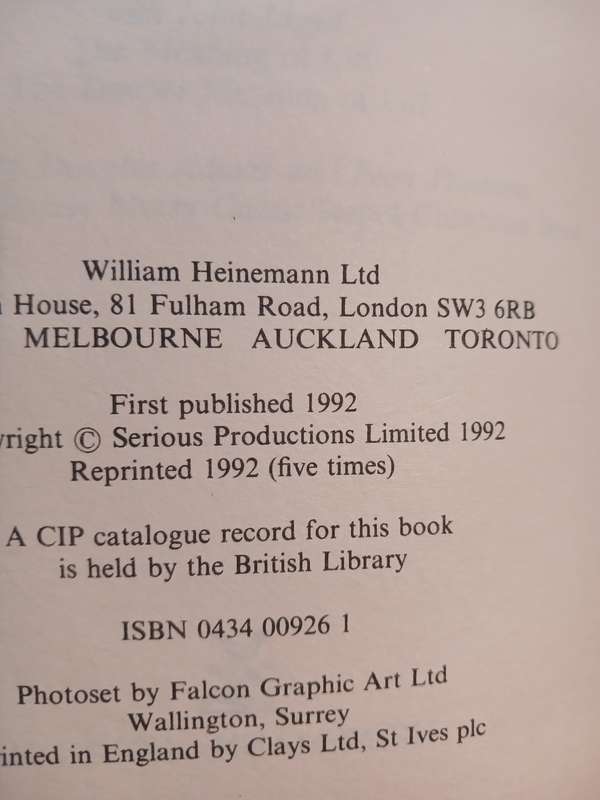 William Heinemann Ltd
House, 81 Fulham Road, London SW3 6RB
MELBOURNE AUCKLAND TORONTO
First published 1992
right © Serious Productions Limited 1992
Reprinted 1992 (five times)
A CIP catalogue record for this book
is held by the British Library
ISBN 0434 00926 1
Photoset by Falcon Graphic Art Ltd
Wallington, Surrey
inted in England by Clays Ltd, St Ives plc